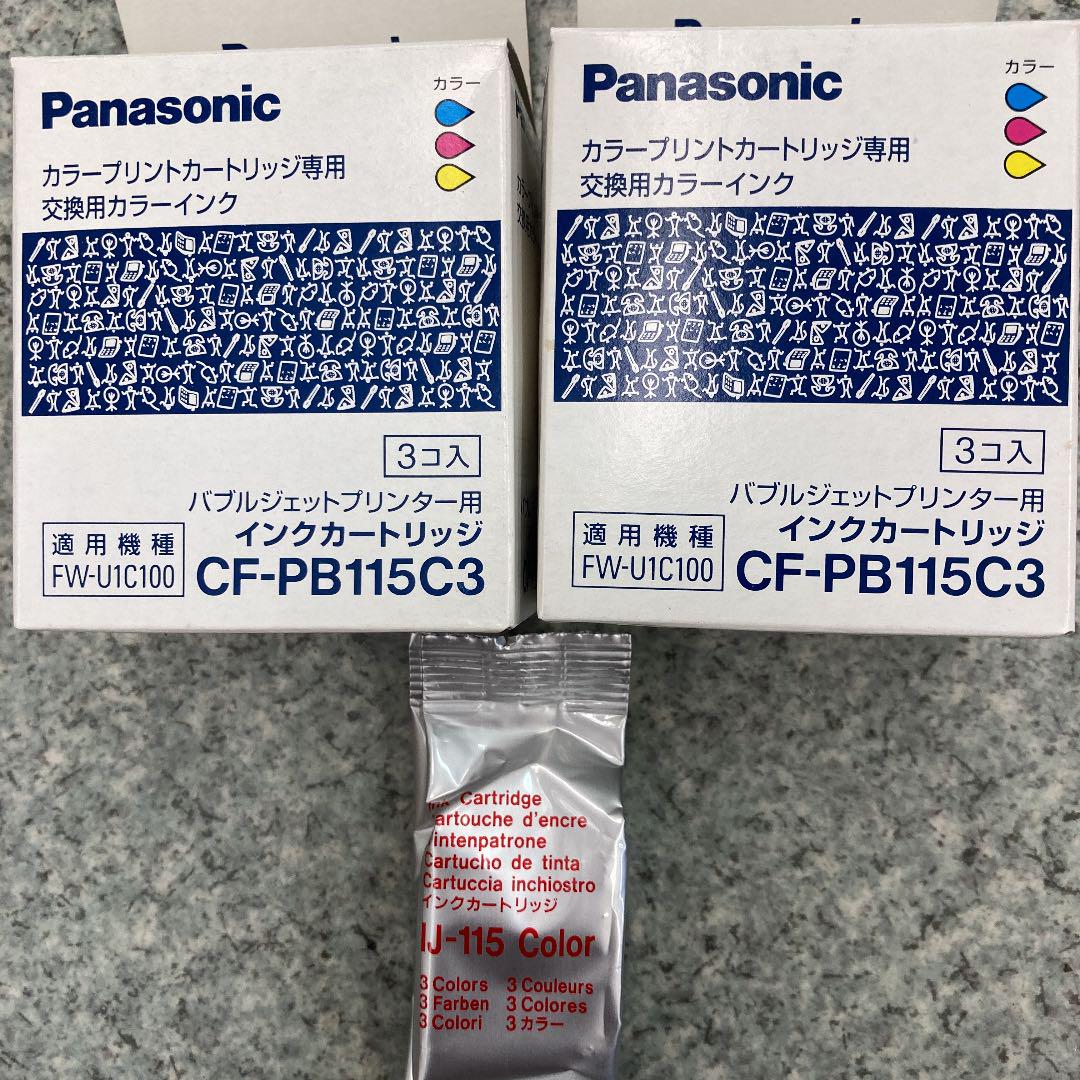 Panasonic
カラー
カラープリントカートリッジ専用
交換用カラーインク
3コ入
バブルジェットプリンター用
インクカートリッジ
適用機種
FW-U1C100
CF-PB115C3
Panasonic
カラー
カラープリントカートリッジ専用
交換用カラーインク
3コ入
バブルジェットプリンター用
インクカートリッジ
適用機種
FW-U1C100
CF-PB115C3
Cartridge
artouche d'encre
intenpatrone
Cartucho de tinta
Cartuccia inchiostro
インクカートリッジ
IJ-115 Color
3 Colors 3 Couleurs
3 Farben 3 Colores
3 Colori 3カラー